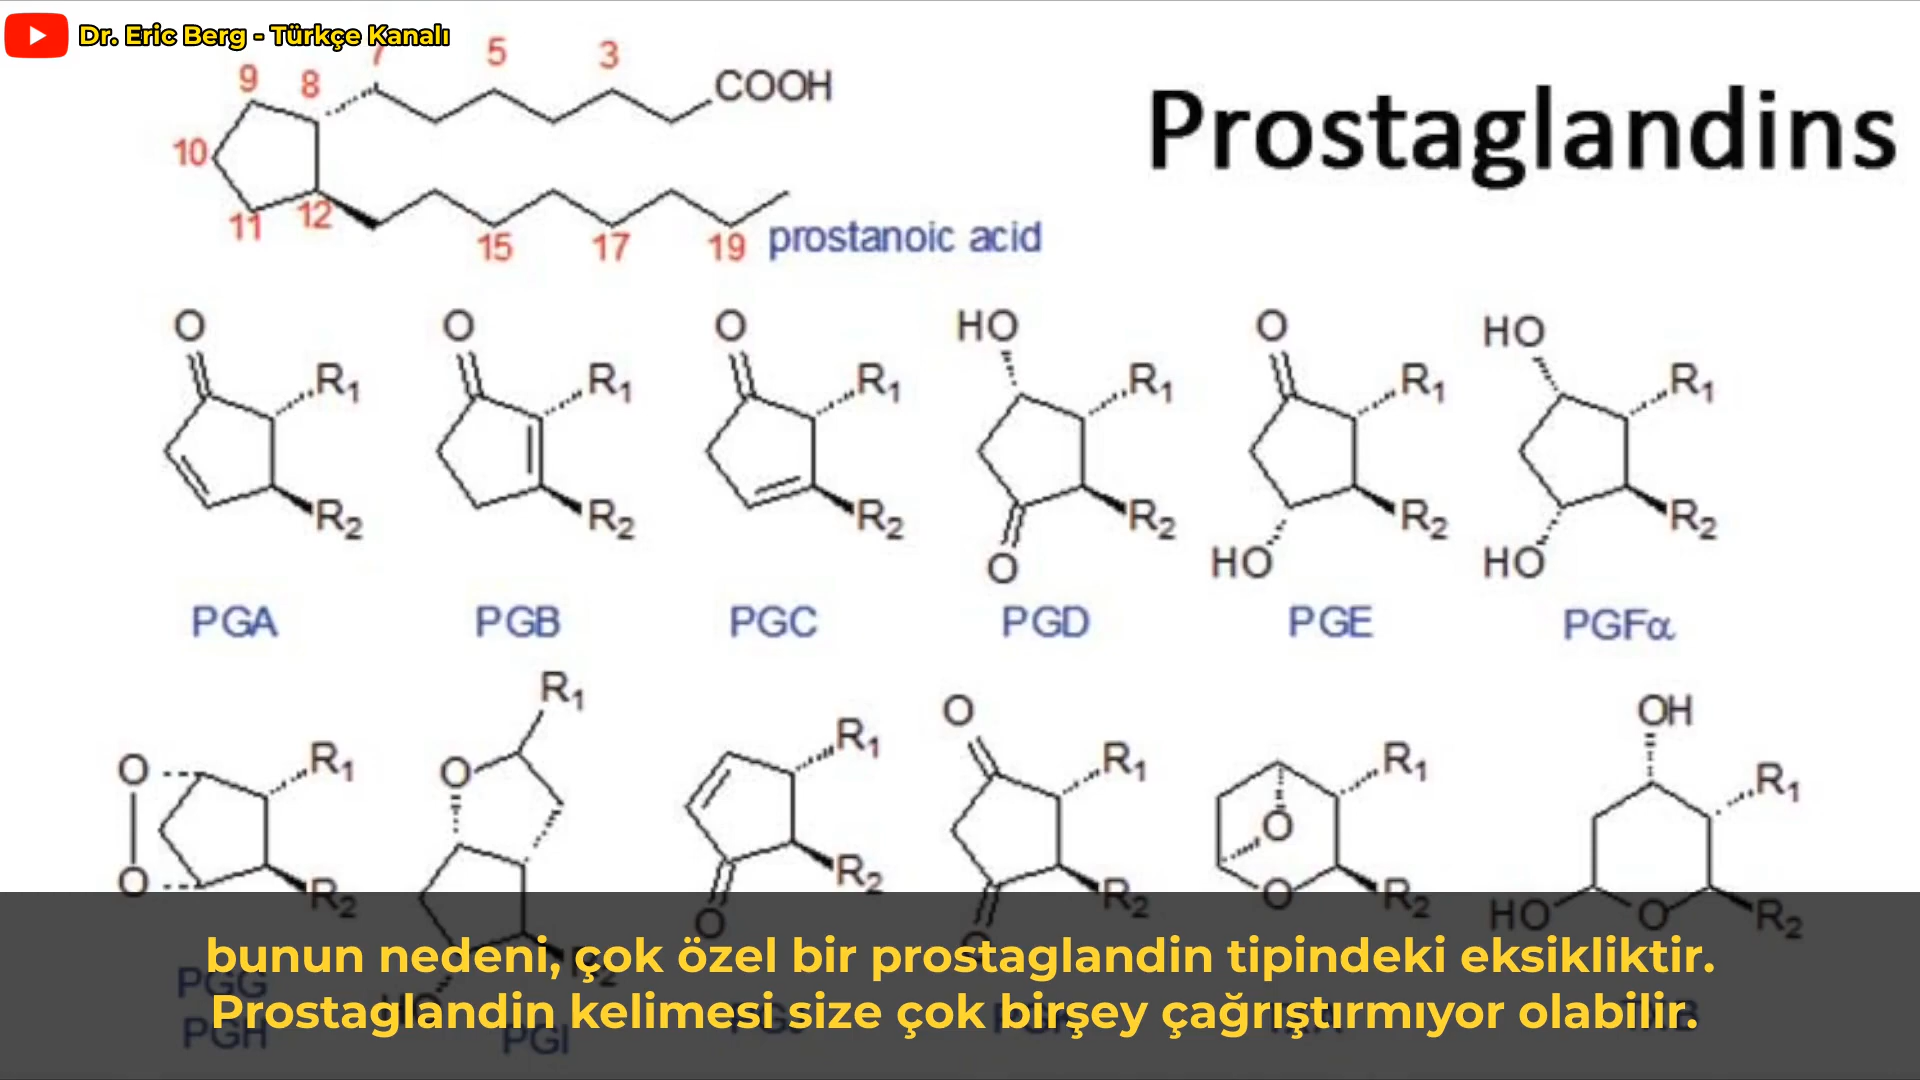 Dr. Eric Berg - Türkçe Kanalı
7 5 3
9 8 COOH
Prostaglandins
10
11 12 15 17 19 prostanoic acid
O O O HO O HO
R1 R1 R1 R1 R1 R1
R2 R2 R2 R2 R2 R2
O HO HO
PGA PGB PGC PGD PGE PGFα
R1 O OH
O R1 O R1 R1 R1 R1
O
O R2 O R2 R2 O R2 HO O R2
bunun nedeni, çok özel bir prostaglandin tipindeki eksikliktir.
PGG
Prostaglandin kelimesi size çok birşey çağrıştırmıyor olabilir.
PGH PGI